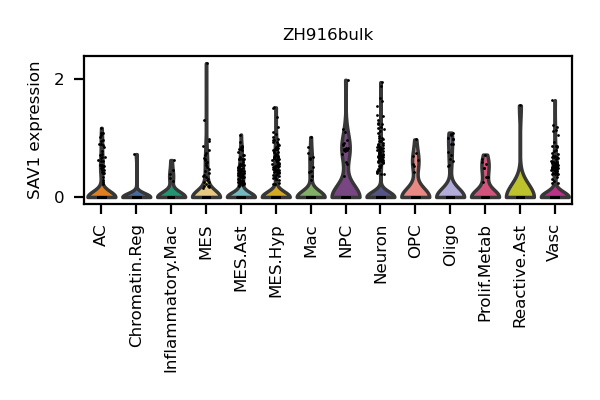 ZH916bulk
SAV1 expression
2
0
AC
Chromatin.Reg
Inflammatory.Mac
MES
MES.Ast
MES.Hyp
Mac
NPC
Neuron
OPC
Oligo
Prolif.Metab
Reactive.Ast
Vasc